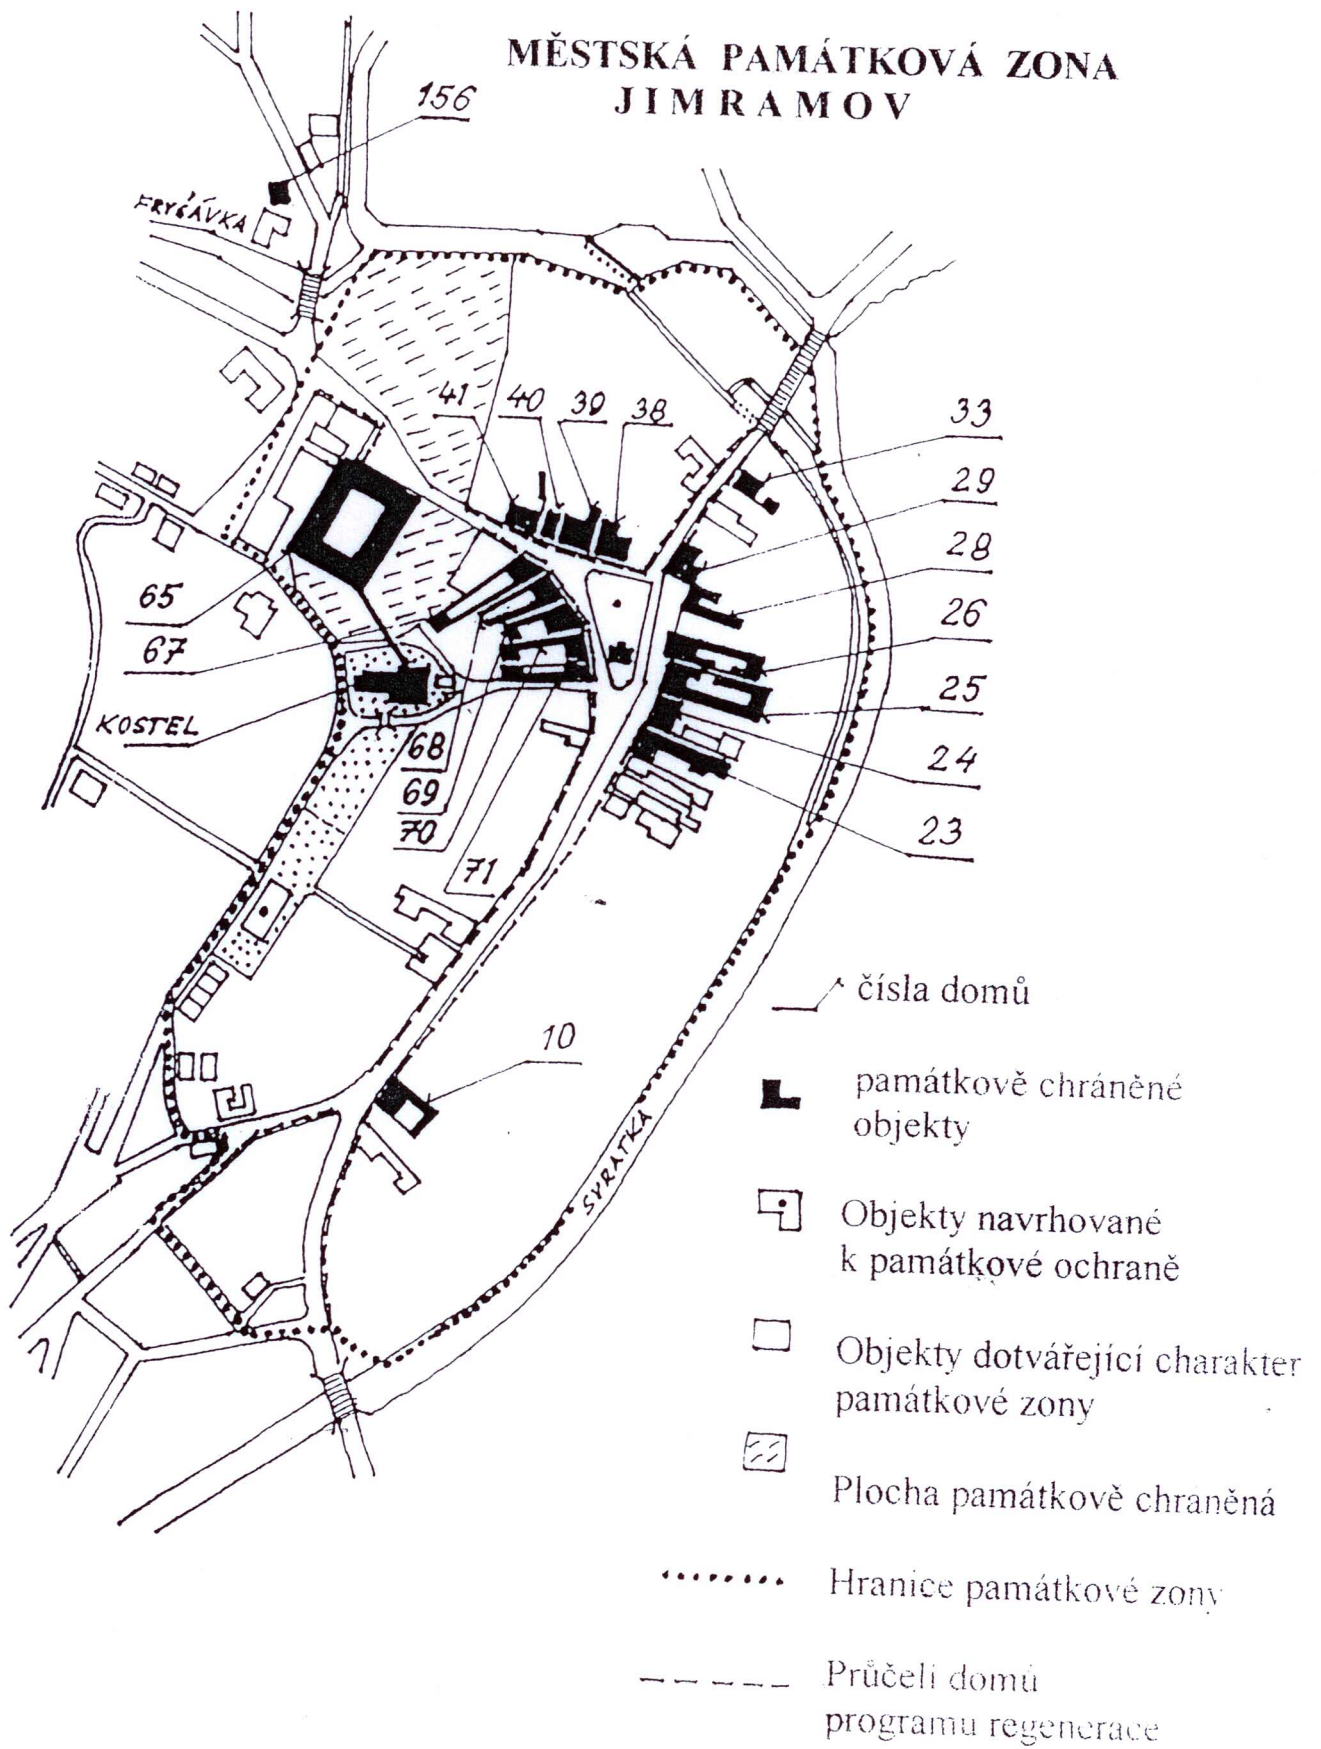 MĚSTSKÁ PAMÁTKOVÁ ZONA
JIMRAMOV
156
FRYŠÁVKA
41
40
39
38
33
29
28
26
25
24
23
65
67
KOSTEL
68
69
70
71
10
SVRATKA
čísla domů
památkově chráněné
objekty
Objekty navrhované
k památkové ochraně
Objekty dotvářející charakter
památkové zony
Plocha památkově chraněná
Hranice památkové zony
Průčelí domů
programu regenerace